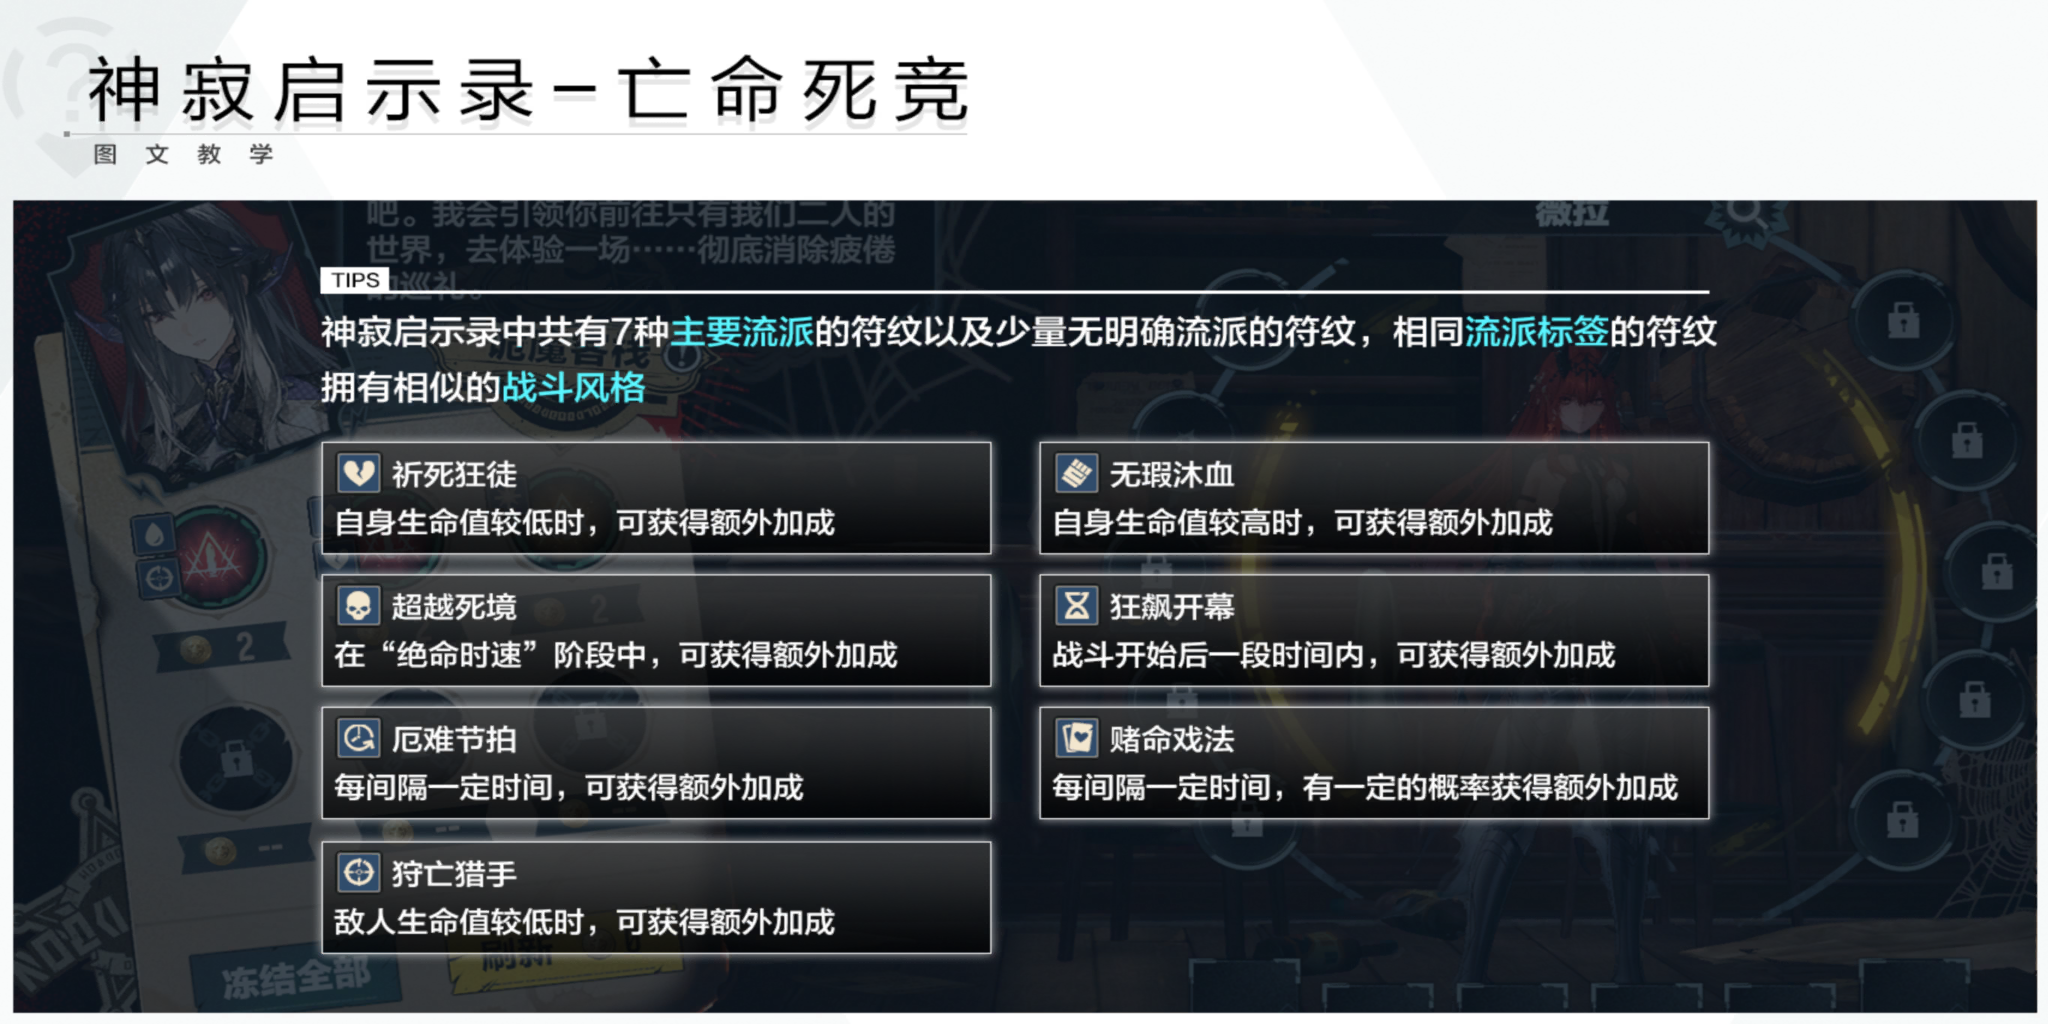 神寂启示录-亡命死竞
图文教学
吧。我会引领你前往只有我们二人的
世界，去体验一场……彻底消除疲倦
的巡礼。
薇拉
TIPS
神寂启示录中共有7种主要流派的符纹以及少量无明确流派的符纹，相同流派标签的符纹
拥有相似的战斗风格
祈死狂徒
自身生命值较低时，可获得额外加成
无瑕沐血
自身生命值较高时，可获得额外加成
超越死境
在“绝命时速”阶段中，可获得额外加成
狂飙开幕
战斗开始后一段时间内，可获得额外加成
厄难节拍
每间隔一定时间，可获得额外加成
赌命戏法
每间隔一定时间，有一定的概率获得额外加成
狩亡猎手
敌人生命值较低时，可获得额外加成
2
2
--
--
冻结全部
刷新
0